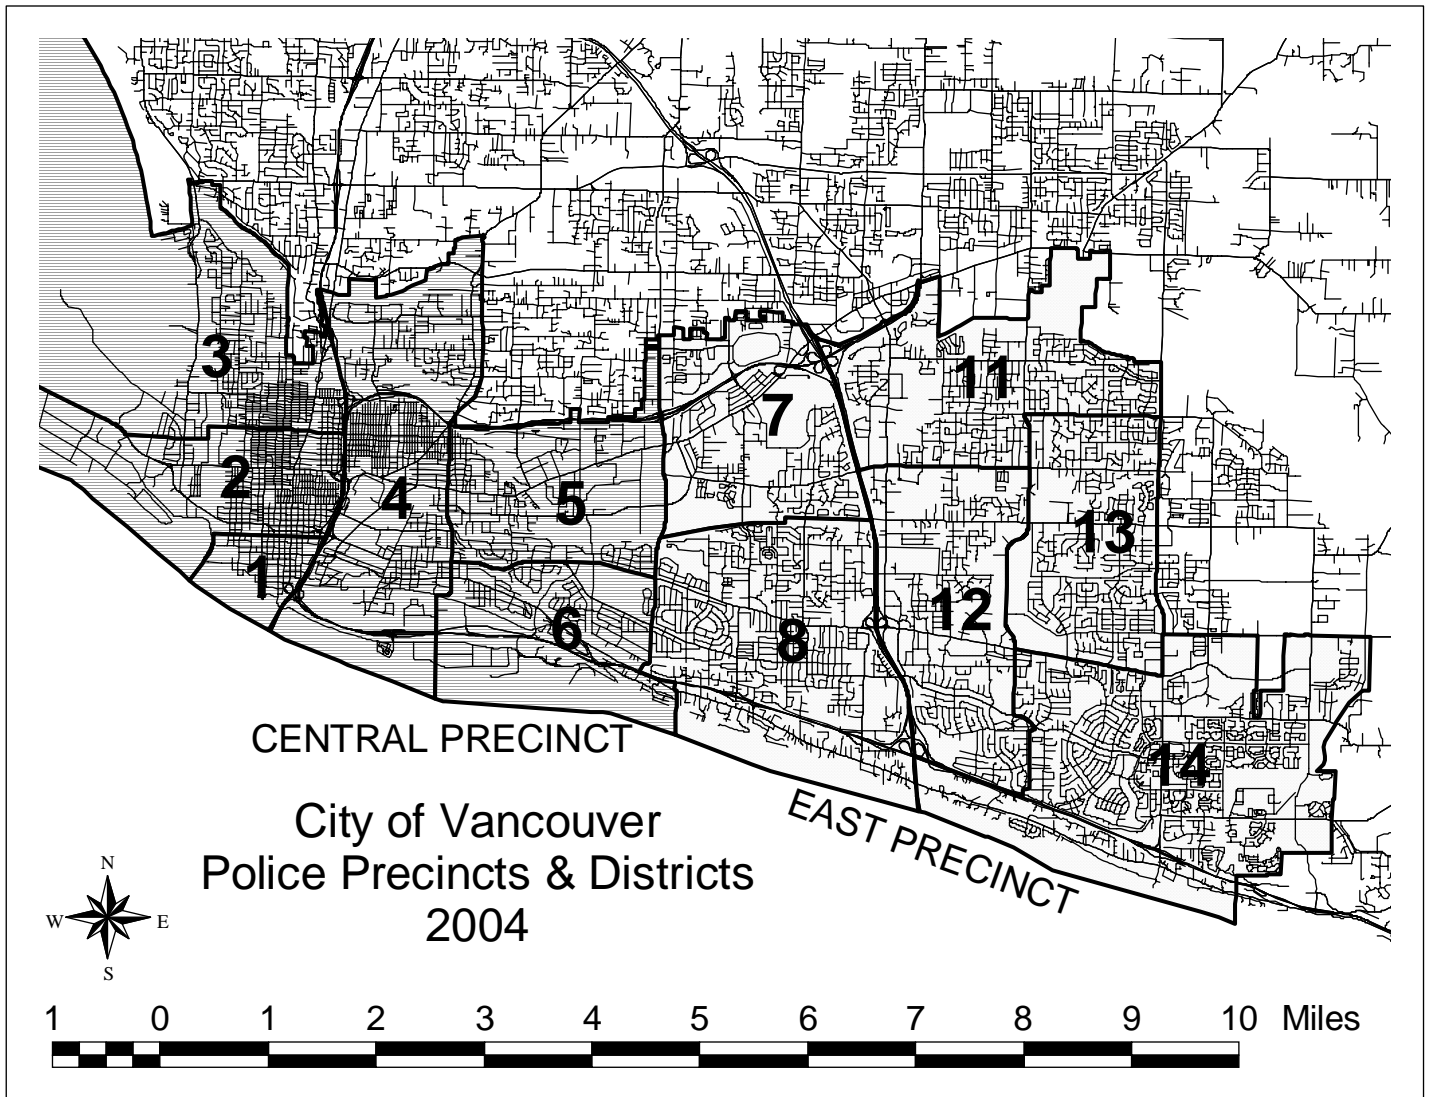 3
11
7
2
4
5
13
1
12
6
8
14
CENTRAL PRECINCT
EAST PRECINCT
City of Vancouver
Police Precincts & Districts
2004
N
W E
S
1 0 1 2 3 4 5 6 7 8 9 10 Miles